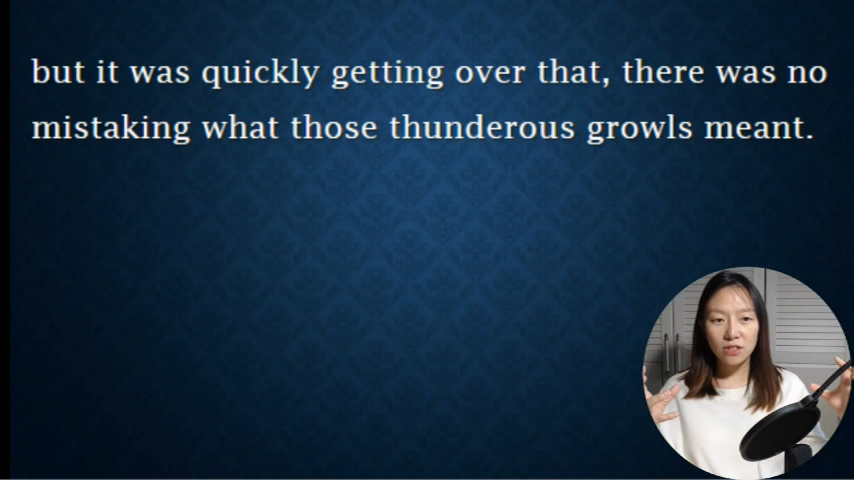 but it was quickly getting over that, there was no
mistaking what those thunderous growls meant.